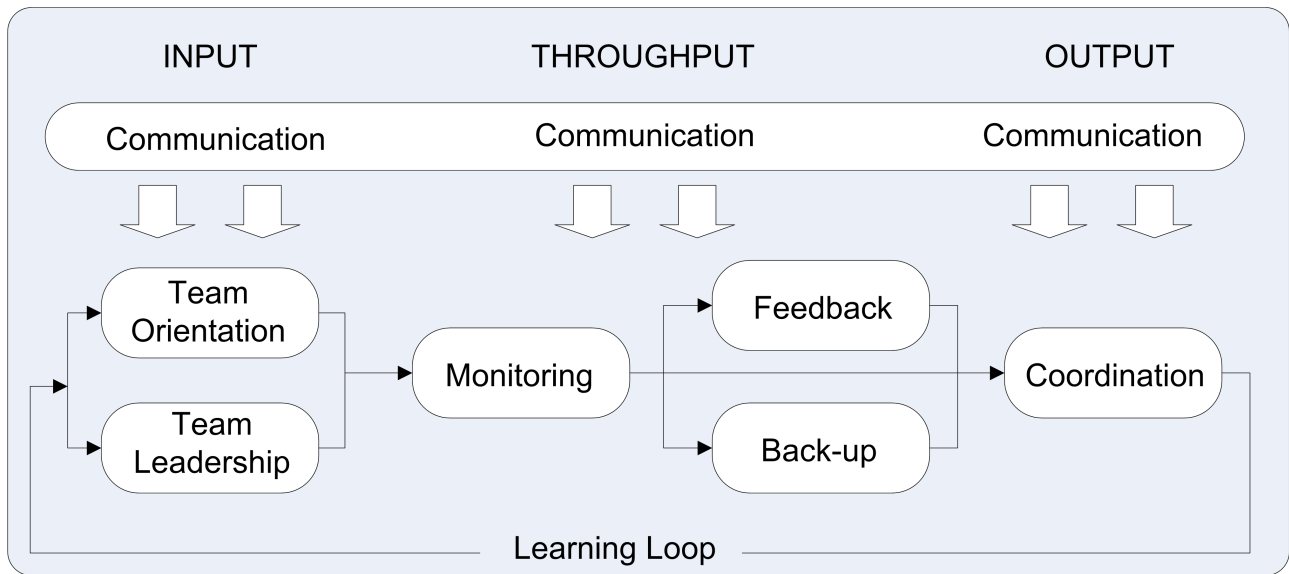 INPUT THROUGHPUT OUTPUT
Communication Communication Communication
Team
Orientation
Team
Leadership
Monitoring
Feedback
Back-up
Coordination
Learning Loop